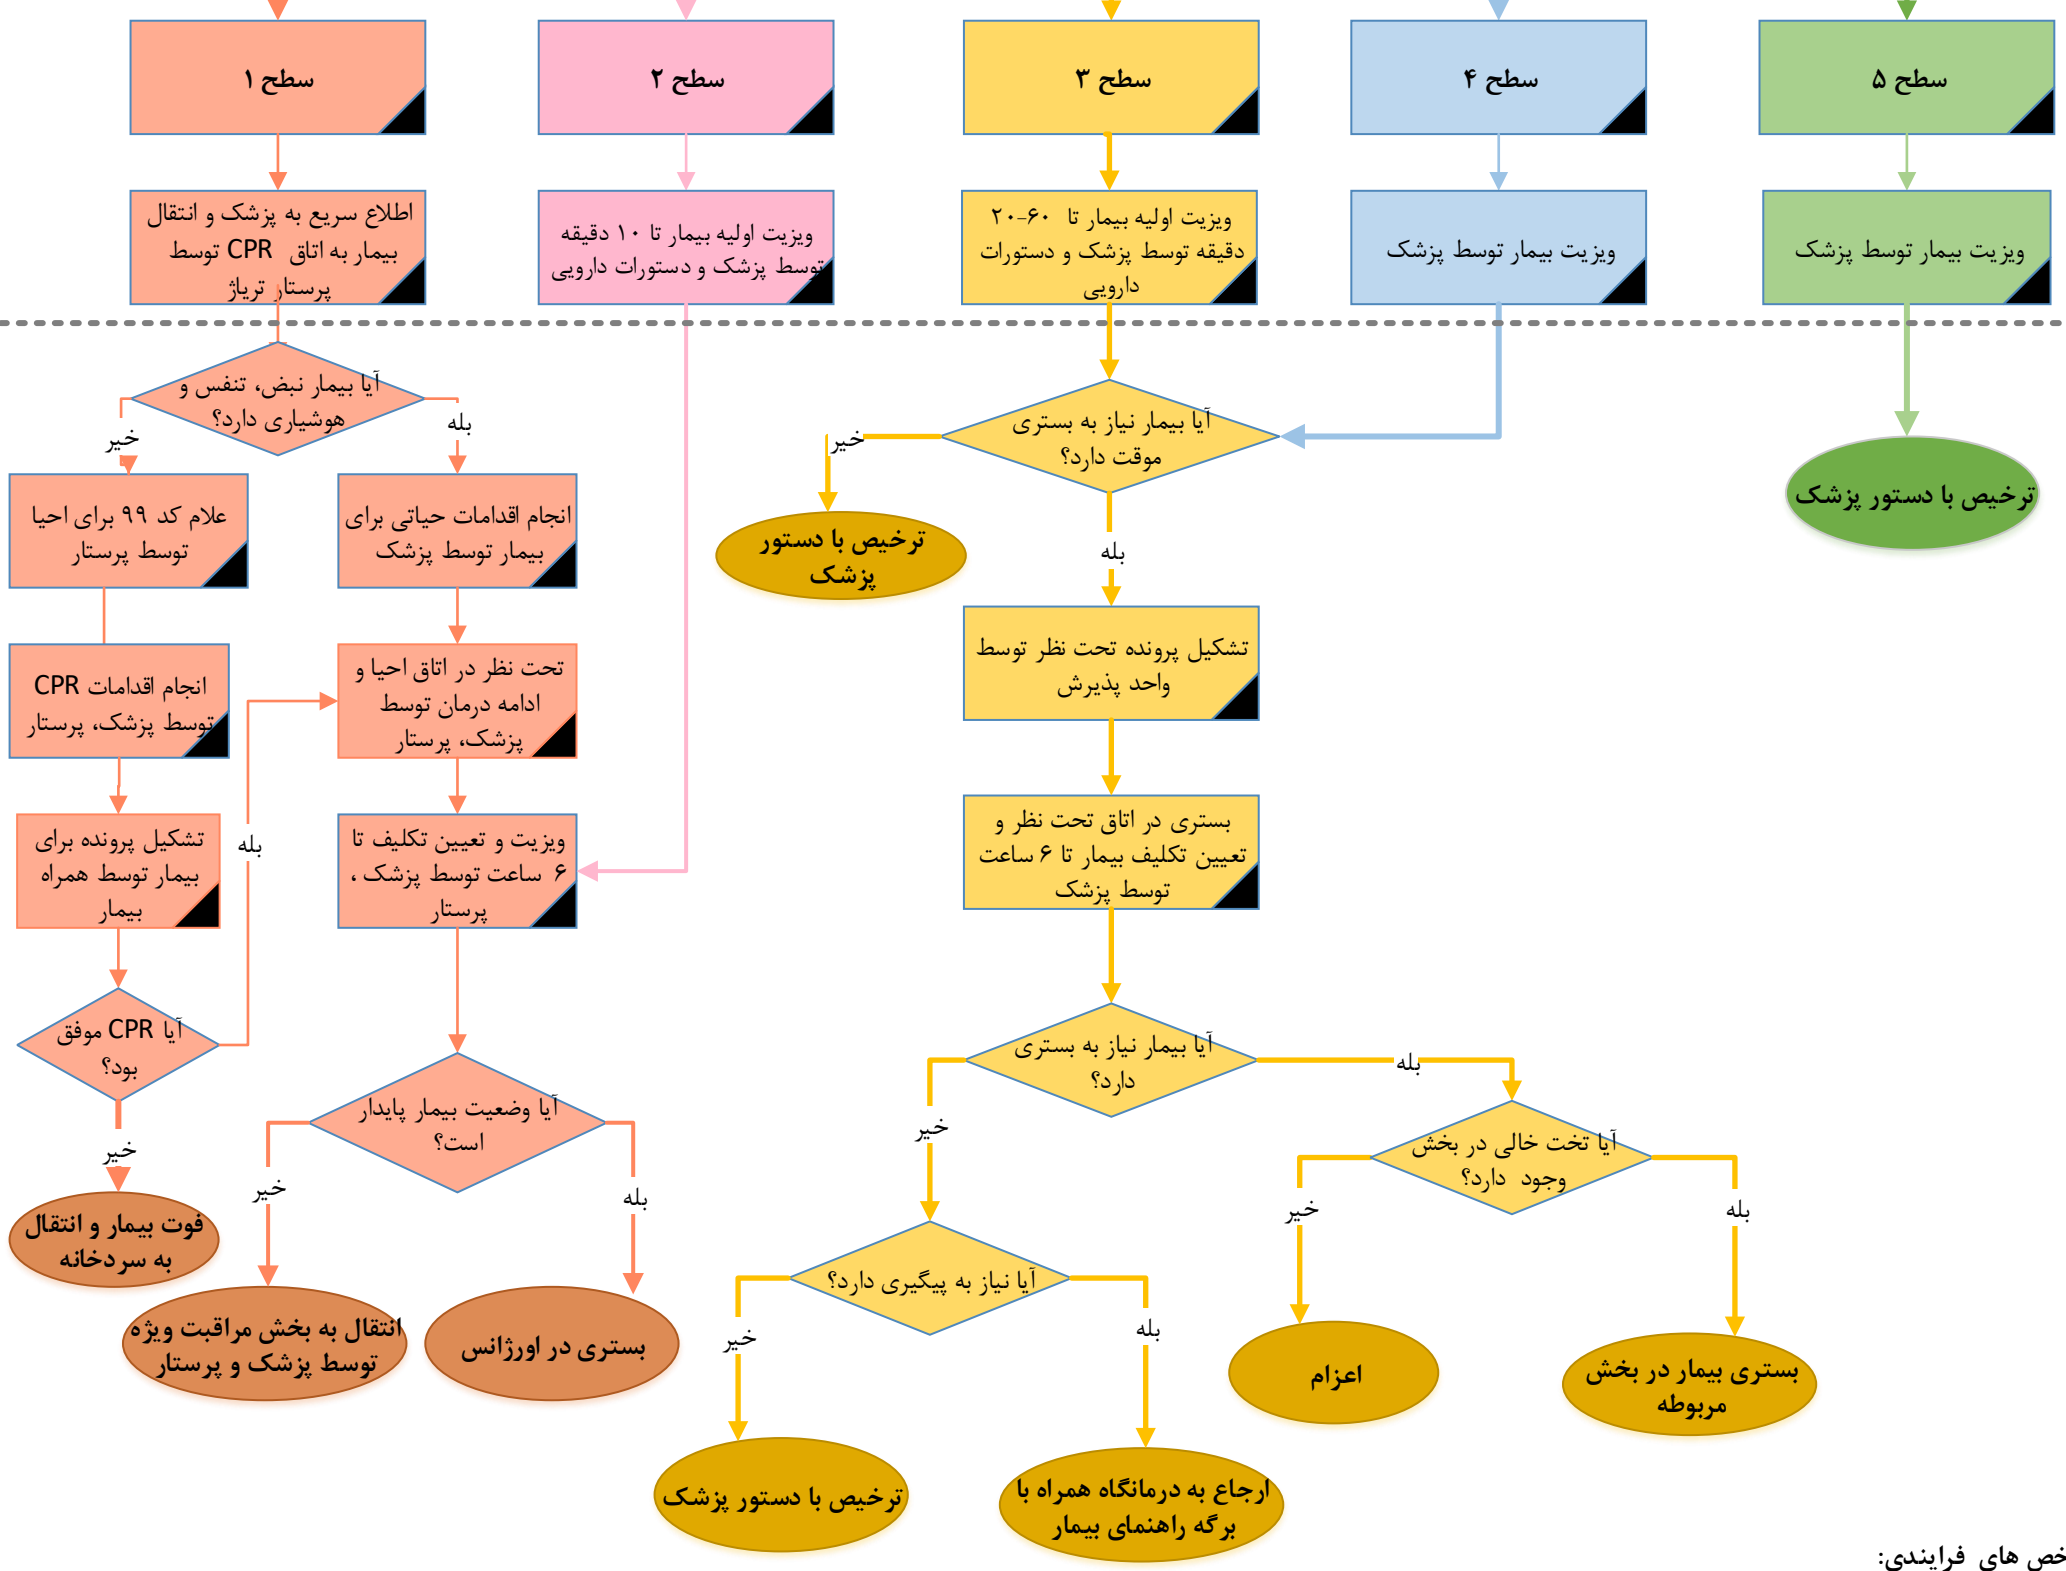 سطح ۱
سطح ۲
سطح ۳
سطح ۴
سطح ۵
اطلاع سریع به پزشک و انتقال
بیمار به اتاق CPR توسط
پرستار تریاژ
ویزیت اولیه بیمار تا ۱۰ دقیقه
توسط پزشک و دستورات دارویی
ویزیت اولیه بیمار تا ۶۰-۲۰
دقیقه توسط پزشک و دستورات
دارویی
ویزیت بیمار توسط پزشک
ویزیت بیمار توسط پزشک
آیا بیمار نبض، تنفس و
هوشیاری دارد؟
خیر
بله
علام کد ۹۹ برای احیا
توسط پرستار
انجام اقدامات حیاتی برای
بیمار توسط پزشک
انجام اقدامات CPR
توسط پزشک، پرستار
تحت نظر در اتاق احیا و
ادامه درمان توسط
پزشک، پرستار
تشکیل پرونده برای
بیمار توسط همراه
بیمار
بله
ویزیت و تعیین تکلیف تا
۶ ساعت توسط پزشک ،
پرستار
آیا CPR موفق
بود؟
خیر
فوت بیمار و انتقال
به سردخانه
آیا وضعیت بیمار پایدار
است؟
خیر
بله
انتقال به بخش مراقبت ویژه
توسط پزشک و پرستار
بستری در اورژانس
آیا بیمار نیاز به بستری
موقت دارد؟
خیر
بله
ترخیص با دستور
پزشک
تشکیل پرونده تحت نظر توسط
واحد پذیرش
بستری در اتاق تحت نظر و
تعیین تکلیف بیمار تا ۶ ساعت
توسط پزشک
آیا بیمار نیاز به بستری
دارد؟
خیر
بله
آیا نیاز به پیگیری دارد؟
خیر
بله
ترخیص با دستور پزشک
ارجاع به درمانگاه همراه با
برگه راهنمای بیمار
آیا تخت خالی در بخش
وجود دارد؟
خیر
بله
اعزام
بستری بیمار در بخش
مربوطه
ترخیص با دستور پزشک
خص های فرایندی: